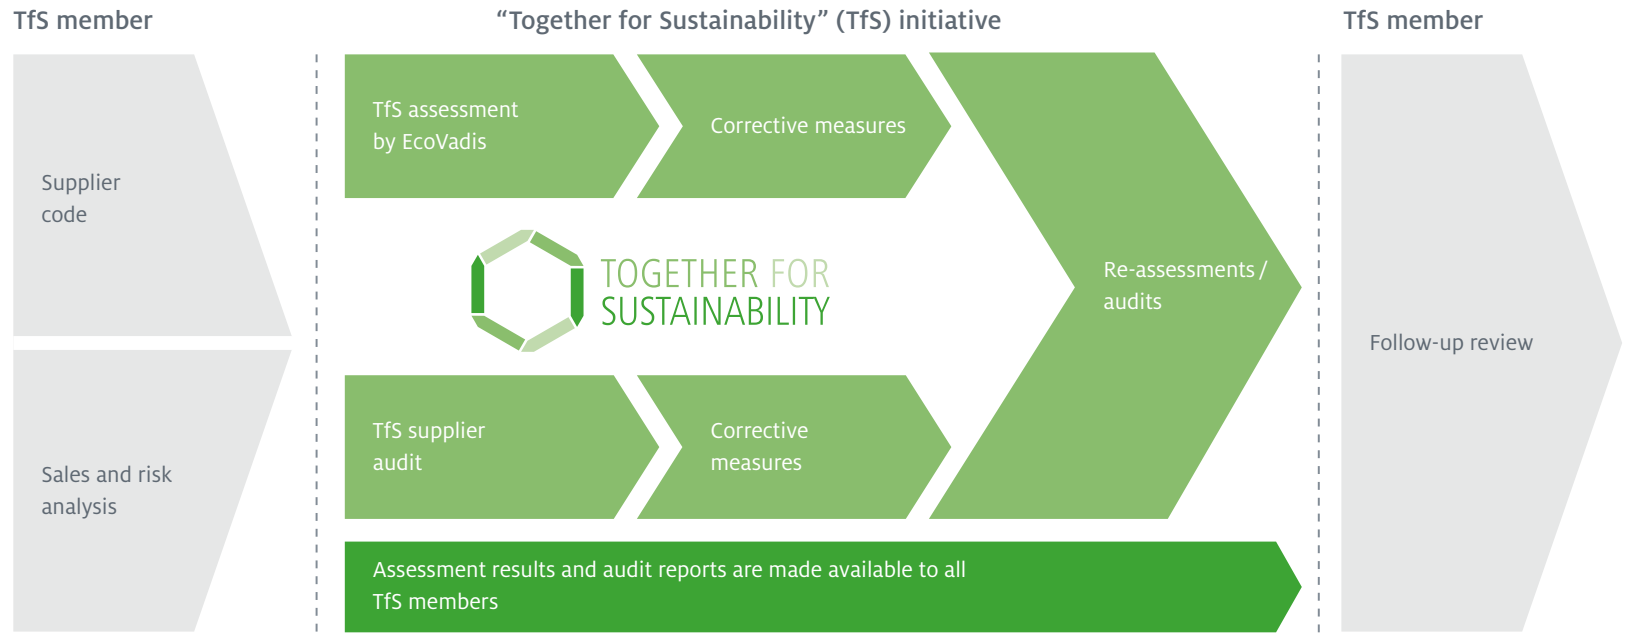 TfS member
“Together for Sustainability” (TfS) initiative
TfS member
Supplier
code
Sales and risk
analysis
TfS assessment
by EcoVadis
Corrective measures
TOGETHER FOR
SUSTAINABILITY
TfS supplier
audit
Corrective
measures
Re-assessments /
audits
Assessment results and audit reports are made available to all
TfS members
Follow-up review